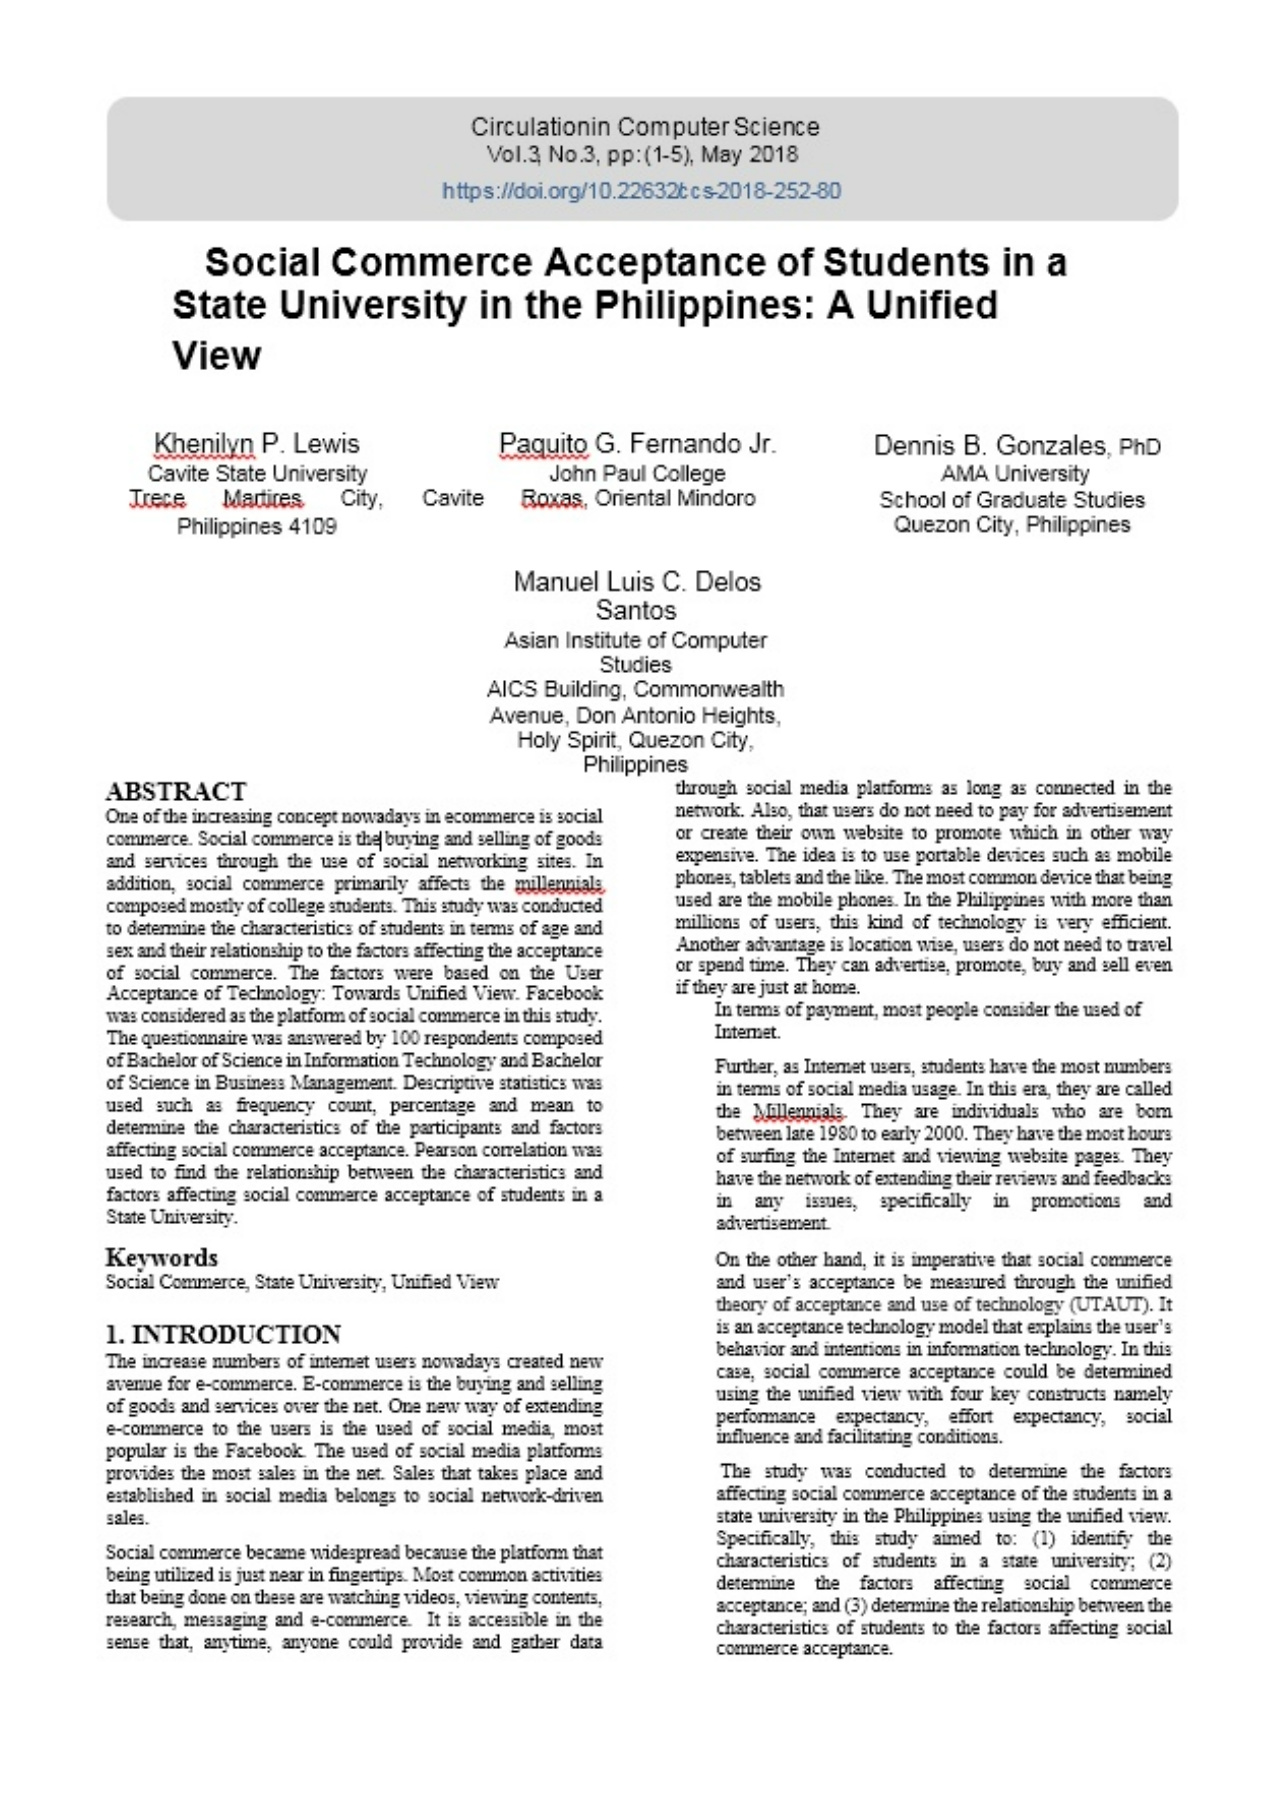 Circulationin Computer Science
Vol.3, No.3, pp:(1-5), May 2018
https://doi.org/10.22632/ccs-2018-252-80
Social Commerce Acceptance of Students in a
State University in the Philippines: A Unified
View
Khenilyn P. Lewis
Cavite State University
Trece Martires City, Cavite
Philippines 4109
Paquito G. Fernando Jr.
John Paul College
Roxas, Oriental Mindoro
Dennis B. Gonzales, PhD
AMA University
School of Graduate Studies
Quezon City, Philippines
Manuel Luis C. Delos
Santos
Asian Institute of Computer
Studies
AICS Building, Commonwealth
Avenue, Don Antonio Heights,
Holy Spirit, Quezon City,
Philippines
ABSTRACT
One of the increasing concept nowadays in ecommerce is social
commerce. Social commerce is the buying and selling of goods
and services through the use of social networking sites. In
addition, social commerce primarily affects the millennials
composed mostly of college students. This study was conducted
to determine the characteristics of students in terms of age and
sex and their relationship to the factors affecting the acceptance
of social commerce. The factors were based on the User
Acceptance of Technology: Towards Unified View. Facebook
was considered as the platform of social commerce in this study.
The questionnaire was answered by 100 respondents composed
of Bachelor of Science in Information Technology and Bachelor
of Science in Business Management. Descriptive statistics was
used such as frequency count, percentage and mean to
determine the characteristics of the participants and factors
affecting social commerce acceptance. Pearson correlation was
used to find the relationship between the characteristics and
factors affecting social commerce acceptance of students in a
State University.
Keywords
Social Commerce, State University, Unified View
1. INTRODUCTION
The increase numbers of internet users nowadays created new
avenue for e-commerce. E-commerce is the buying and selling
of goods and services over the net. One new way of extending
e-commerce to the users is the used of social media, most
popular is the Facebook. The used of social media platforms
provides the most sales in the net. Sales that takes place and
established in social media belongs to social network-driven
sales.
Social commerce became widespread because the platform that
being utilized is just near in fingertips. Most common activities
that being done on these are watching videos, viewing contents,
research, messaging and e-commerce. It is accessible in the
sense that, anytime, anyone could provide and gather data
through social media platforms as long as connected in the
network. Also, that users do not need to pay for advertisement
or create their own website to promote which in other way
expensive. The idea is to use portable devices such as mobile
phones, tablets and the like. The most common device that being
used are the mobile phones. In the Philippines with more than
millions of users, this kind of technology is very efficient.
Another advantage is location wise, users do not need to travel
or spend time. They can advertise, promote, buy and sell even
if they are just at home.
In terms of payment, most people consider the used of
Internet.
Further, as Internet users, students have the most numbers
in terms of social media usage. In this era, they are called
the Millennials. They are individuals who are born
between late 1980 to early 2000. They have the most hours
of surfing the Internet and viewing website pages. They
have the network of extending their reviews and feedbacks
in any issues, specifically in promotions and
advertisement.
On the other hand, it is imperative that social commerce
and user's acceptance be measured through the unified
theory of acceptance and use of technology (UTAUT). It
is an acceptance technology model that explains the user's
behavior and intentions in information technology. In this
case, social commerce acceptance could be determined
using the unified view with four key constructs namely
performance expectancy, effort expectancy, social
influence and facilitating conditions.
The study was conducted to determine the factors
affecting social commerce acceptance of the students in a
state university in the Philippines using the unified view.
Specifically, this study aimed to: (1) identify the
characteristics of students in a state university; (2)
determine the factors affecting social commerce
acceptance; and (3) determine the relationship between the
characteristics of students to the factors affecting social
commerce acceptance.